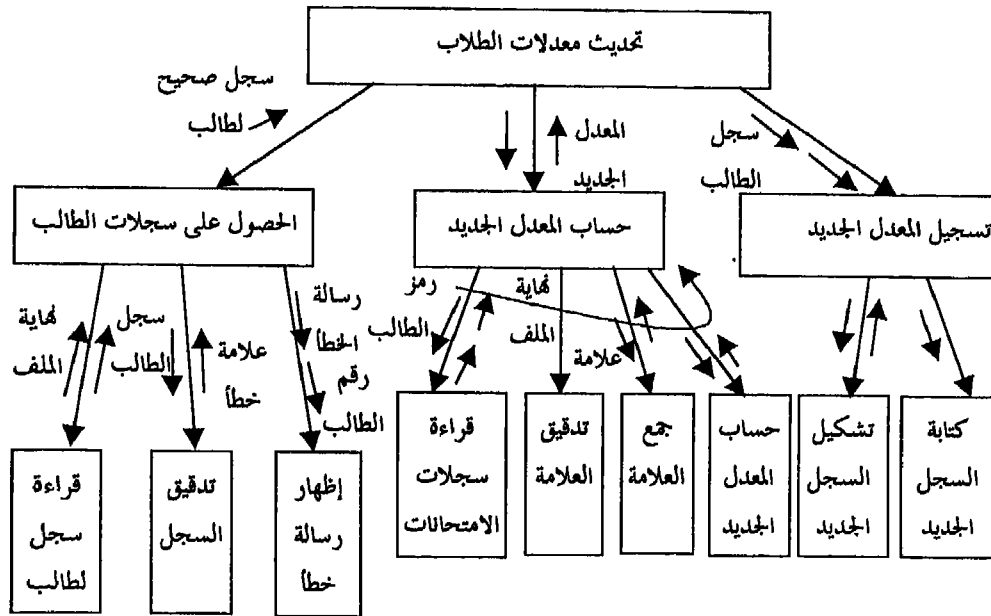 تحديث معدلات الطلاب
سجل صحيح
لطالب
المعدل
الجديد
سجل
الطالب
الحصول على سجلات الطالب
حساب المعدل الجديد
تسجيل المعدل الجديد
نهاية
الملف
سجل
الطالب
علامة
خطأ
رسالة
الخطأ
رقم
الطالب
رمز
الطالب
نهاية
الملف
علامة
قراءة
سجل
لطالب
تدقيق
السجل
إظهار
رسالة
خطأ
قراءة
سجلات
الامتحانات
تدقيق
العلامة
جمع
العلامة
حساب
المعدل
الجديد
تشكيل
السجل
الجديد
كتابة
السجل
الجديد